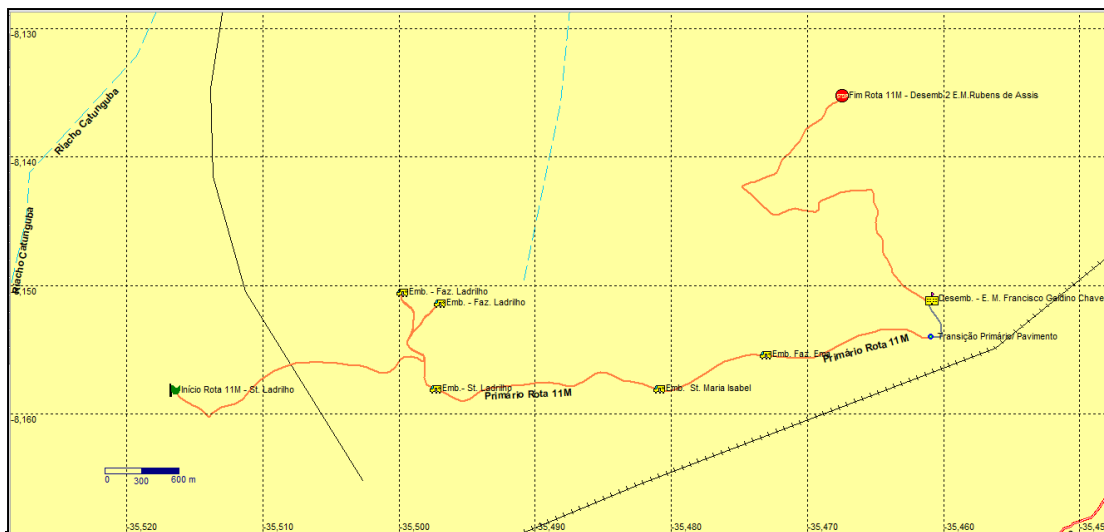 -8,130
Riacho Catunguba
Fim Rota 11M - Desemb.2 E.M.Rubens de Assis
-8,140
Riacho Catunguba
-8,150
Emb. - Faz. Ladrilho
Emb. - Faz. Ladrilho
Desemb. - E. M. Francisco Galdino Chave
Transição Primário/ Pavimento
Primário Rota 11M
Emb. Faz. Ema
Início Rota 11M - St. Ladrilho
Emb.- St. Ladrilho
Emb. St. Maria Isabel
Primário Rota 11M
-8,160
0 300 600 m
-35,520 -35,510 -35,500 -35,490 -35,480 -35,470 -35,460 -35,45